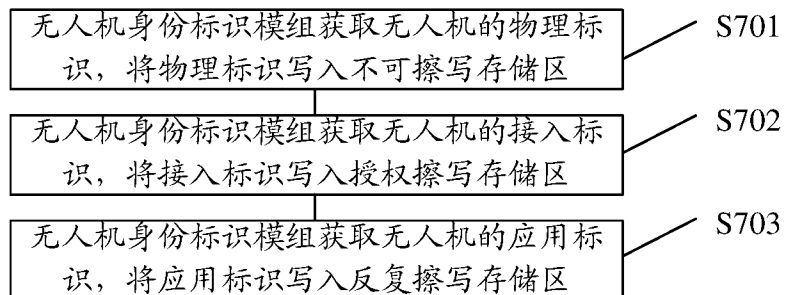 无人机身份标识模组获取无人机的物理标
识，将物理标识写入不可擦写存储区
S701
无人机身份标识模组获取无人机的接入标
识，将接入标识写入授权擦写存储区
S702
无人机身份标识模组获取无人机的应用标
识，将应用标识写入反复擦写存储区
S703